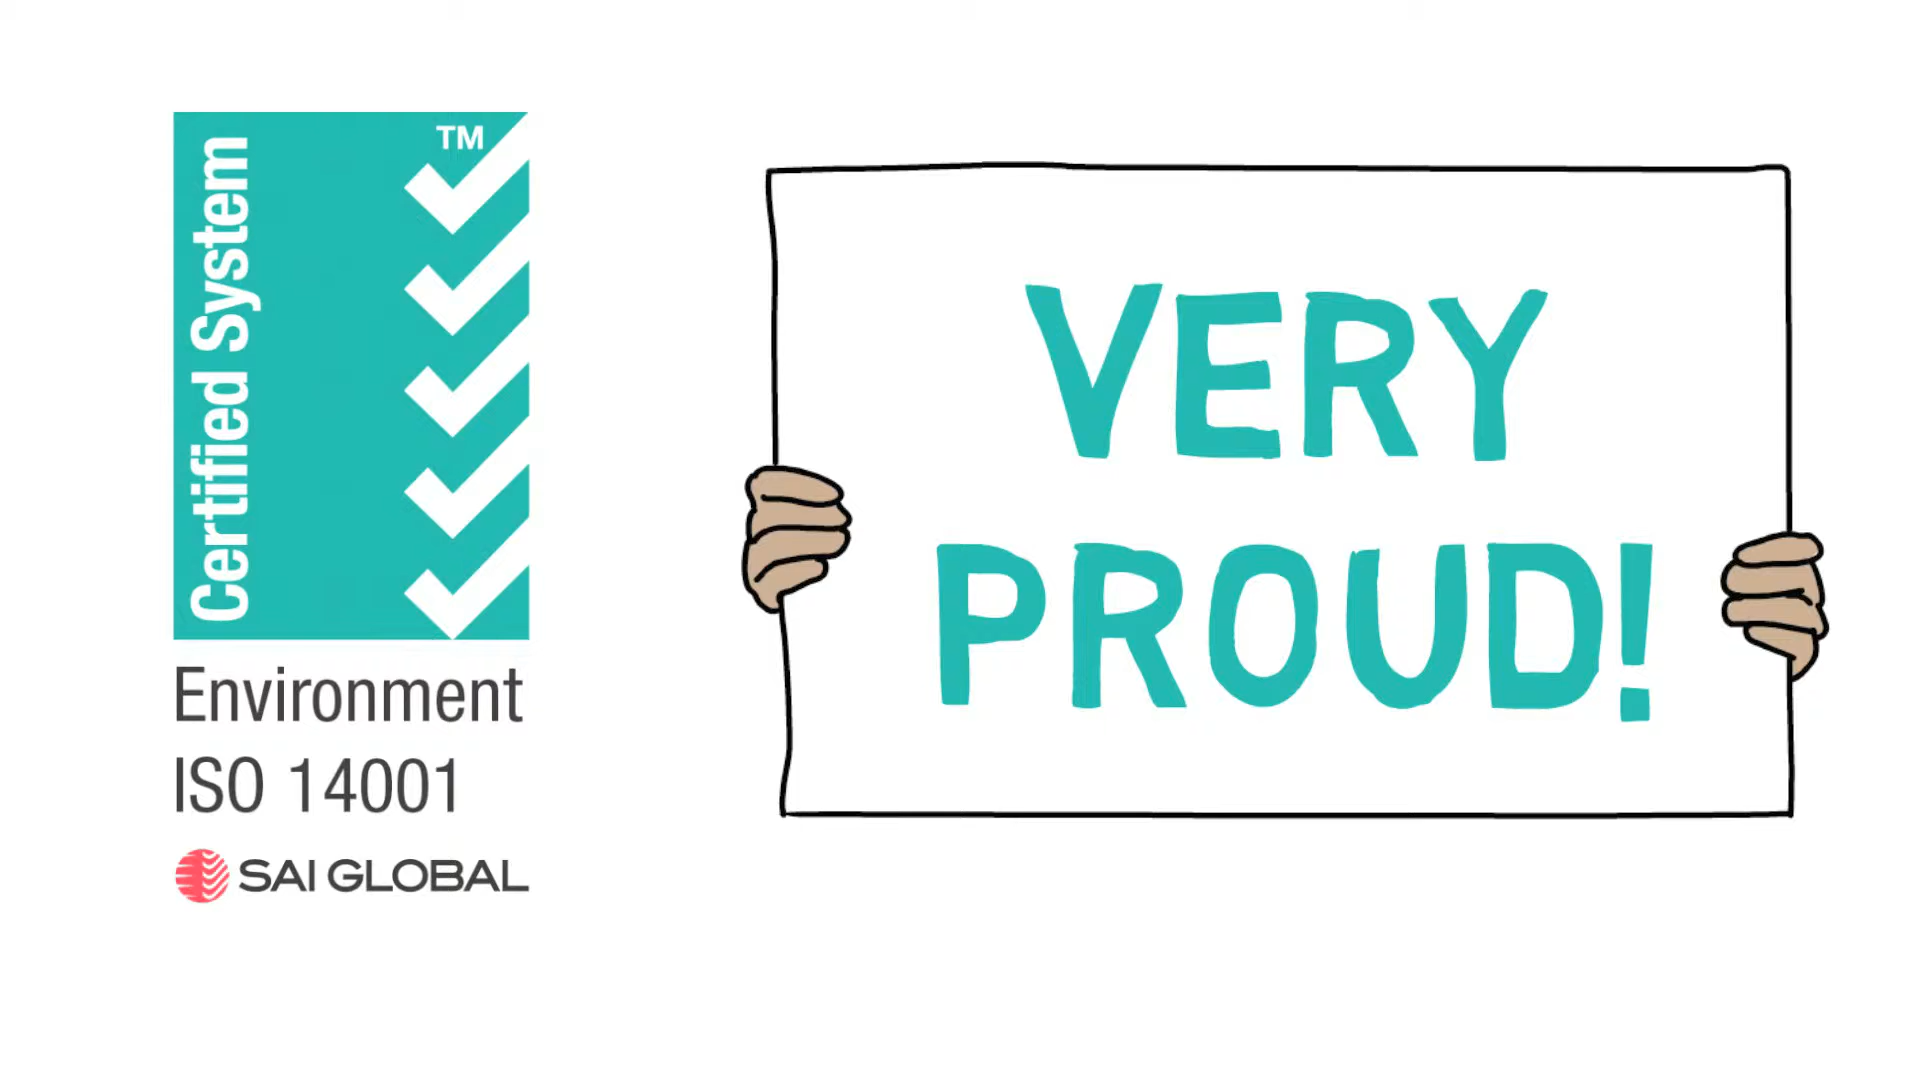 Certified System
TM
Environment
ISO 14001
SAI GLOBAL
VERY
PROUD!